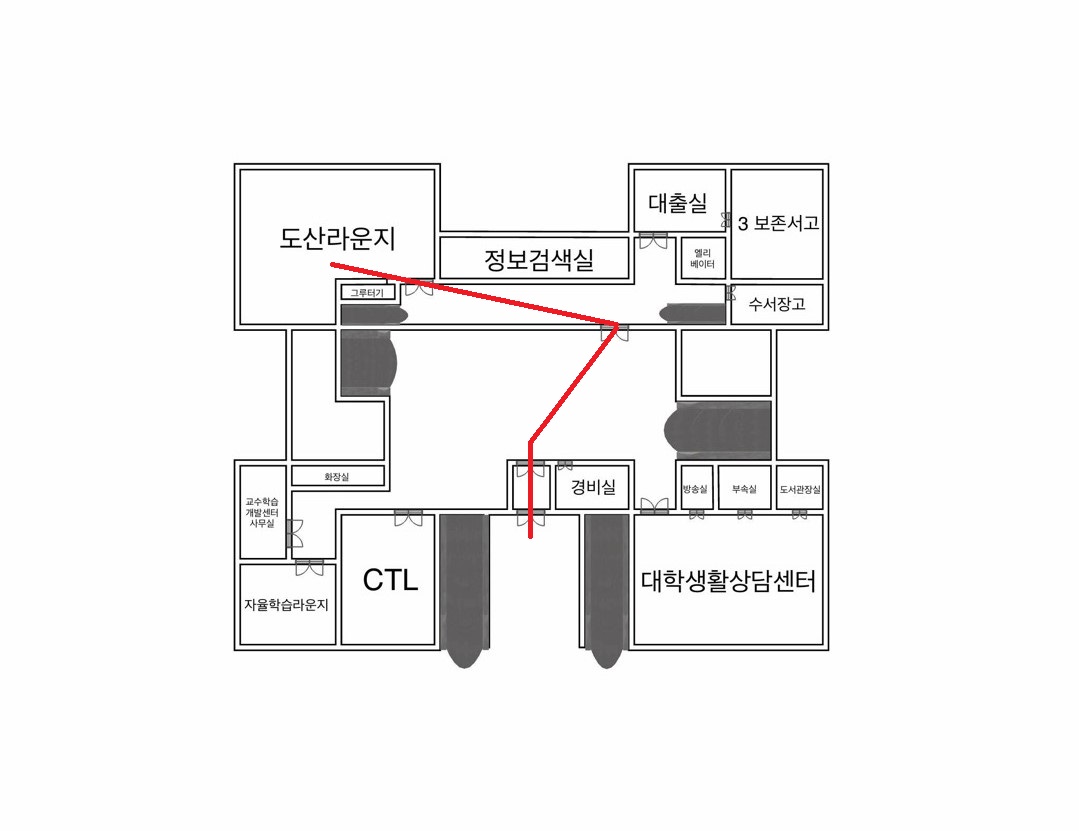 대출실
3 보존서고
도산라운지
정보검색실
엘리
베이터
그루터기
수서장고
화장실
경비실
방송실
부속실
도서관장실
교수학습
개발센터
사무실
CTL
대학생활상담센터
자율학습라운지